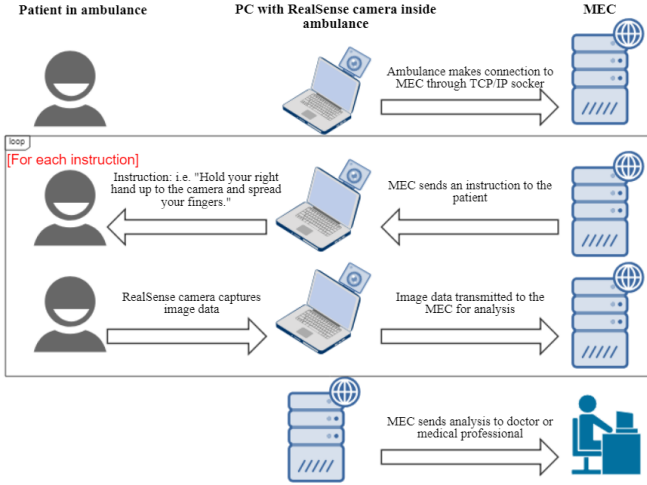 Patient in ambulance
PC with RealSense camera inside
ambulance
MEC
Ambulance makes connection to
MEC through TCP/IP socker
loop
[For each instruction]
Instruction: i.e. "Hold your right
hand up to the camera and spread
your fingers."
MEC sends an instruction to the
patient
RealSense camera captures
image data
Image data transmitted to the
MEC for analysis
MEC sends analysis to doctor or
medical professional